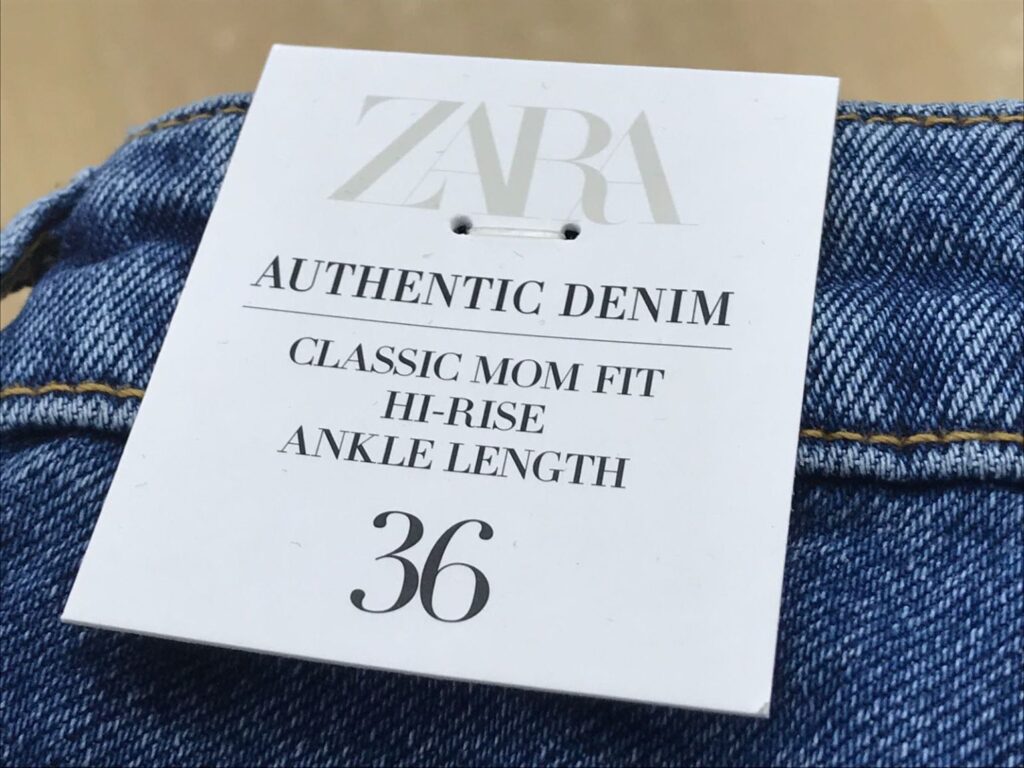 ZARA
AUTHENTIC DENIM
CLASSIC MOM FIT
HI-RISE
ANKLE LENGTH
36